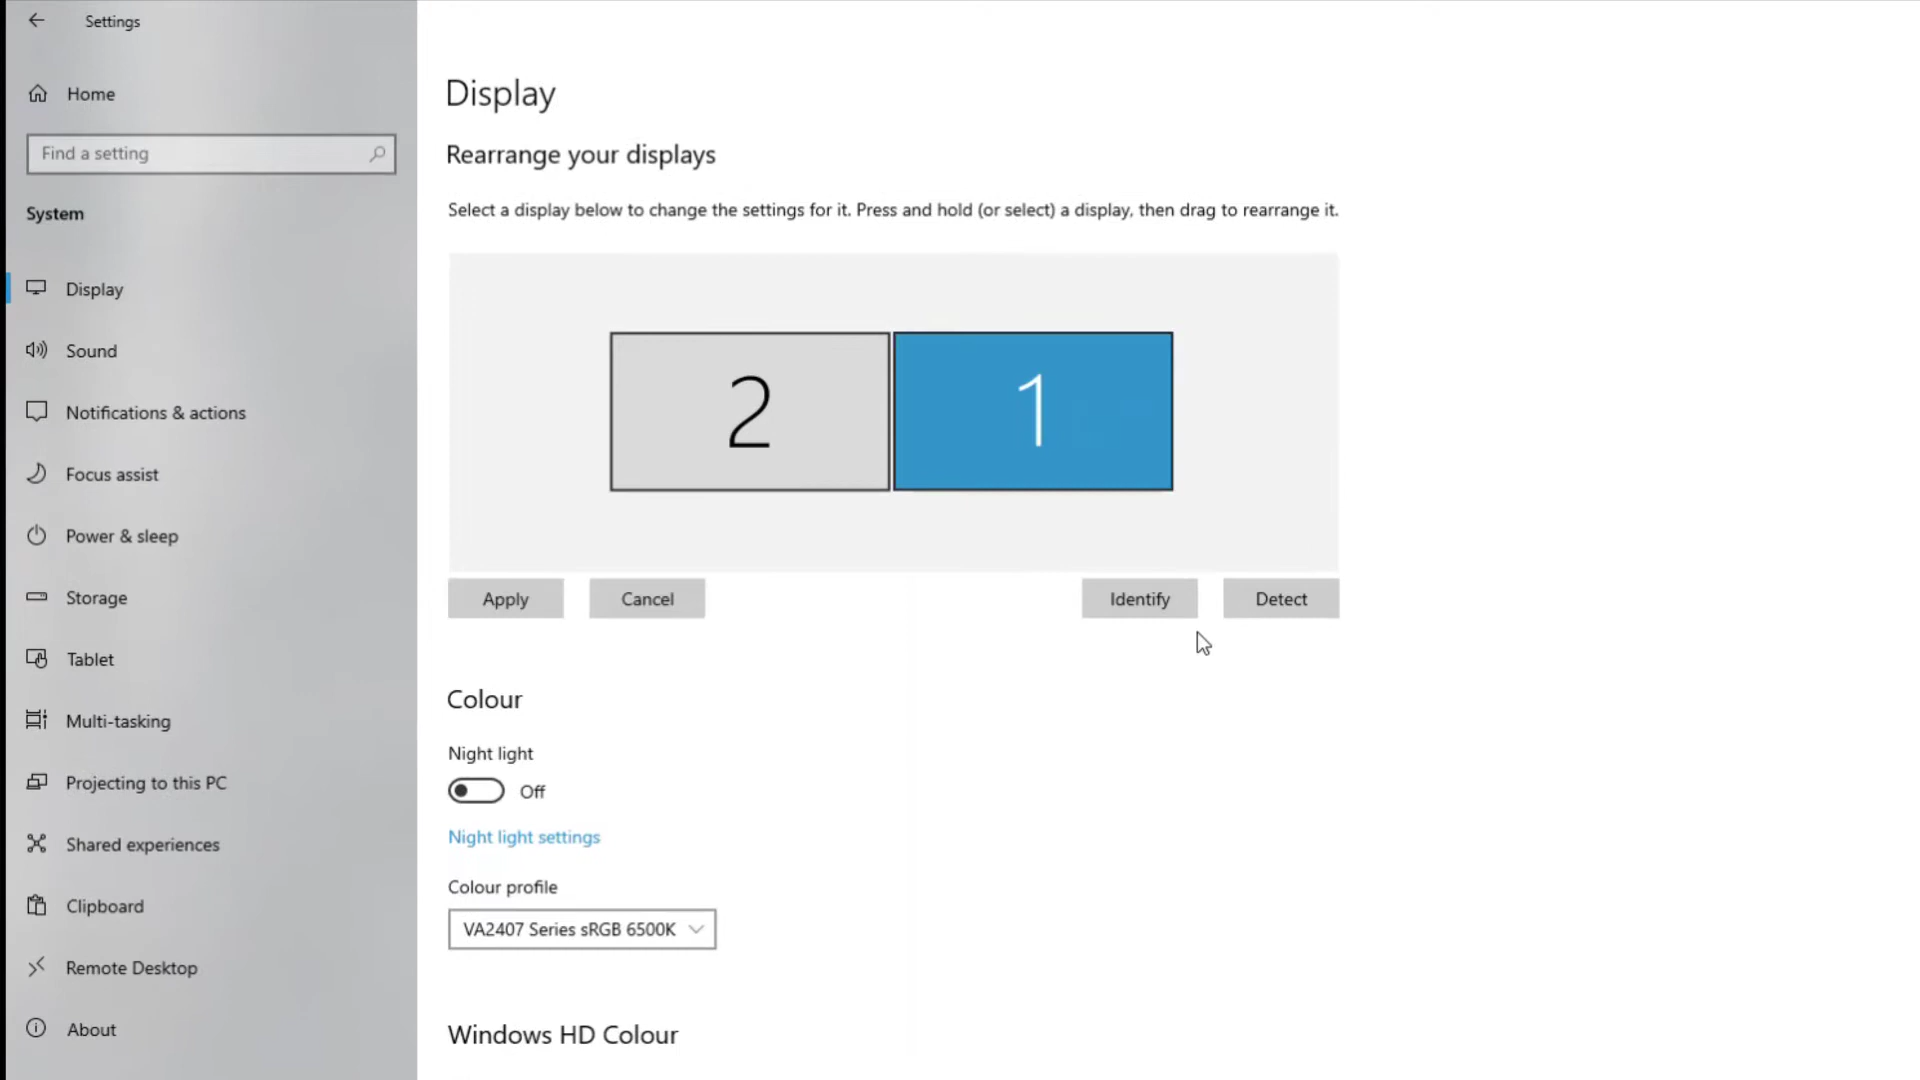 Settings
Home
Find a setting
System
Display
Sound
Notifications & actions
Focus assist
Power & sleep
Storage
Tablet
Multi-tasking
Projecting to this PC
Shared experiences
Clipboard
Remote Desktop
About
Display
Rearrange your displays
Select a display below to change the settings for it. Press and hold (or select) a display, then drag to rearrange it.
2 1
Apply Cancel Identify Detect
Colour
Night light
Off
Night light settings
Colour profile
VA2407 Series sRGB 6500K
Windows HD Colour